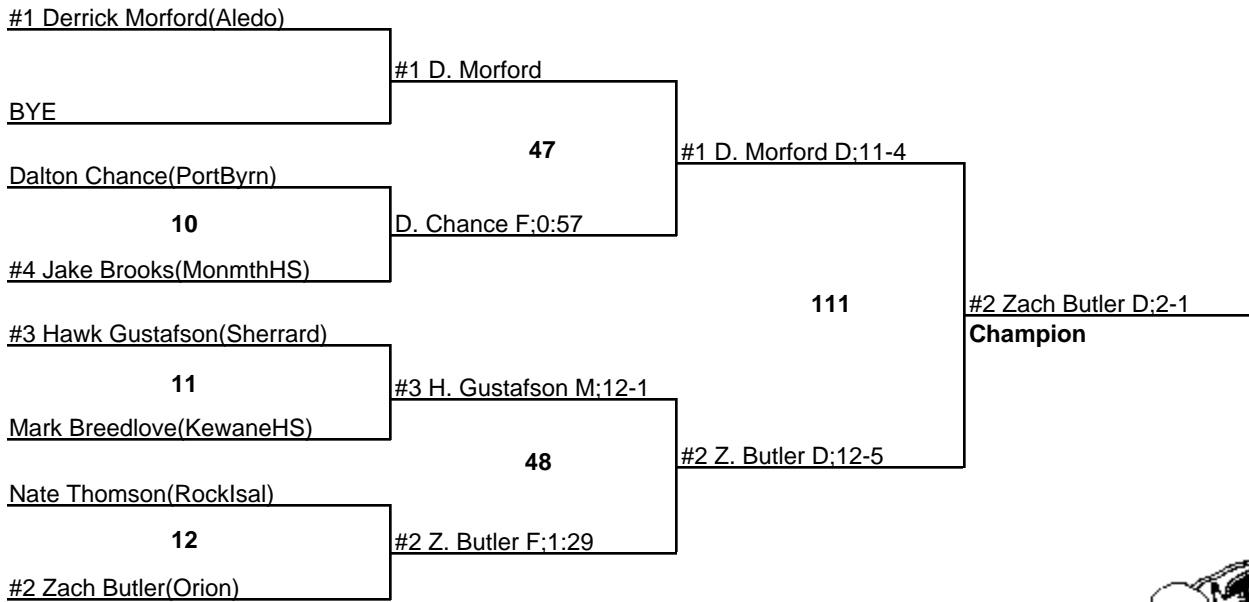 #1 Derrick Morford(Aledo)
#1 D. Morford
BYE
47
#1 D. Morford D;11-4
Dalton Chance(PortByrn)
10
D. Chance F;0:57
#4 Jake Brooks(MonmthHS)
111
#2 Zach Butler D;2-1
Champion
#3 Hawk Gustafson(Sherrard)
11
#3 H. Gustafson M;12-1
Mark Breedlove(KewaneHS)
48
#2 Z. Butler D;12-5
Nate Thomson(RockIsal)
12
#2 Z. Butler F;1:29
#2 Zach Butler(Orion)